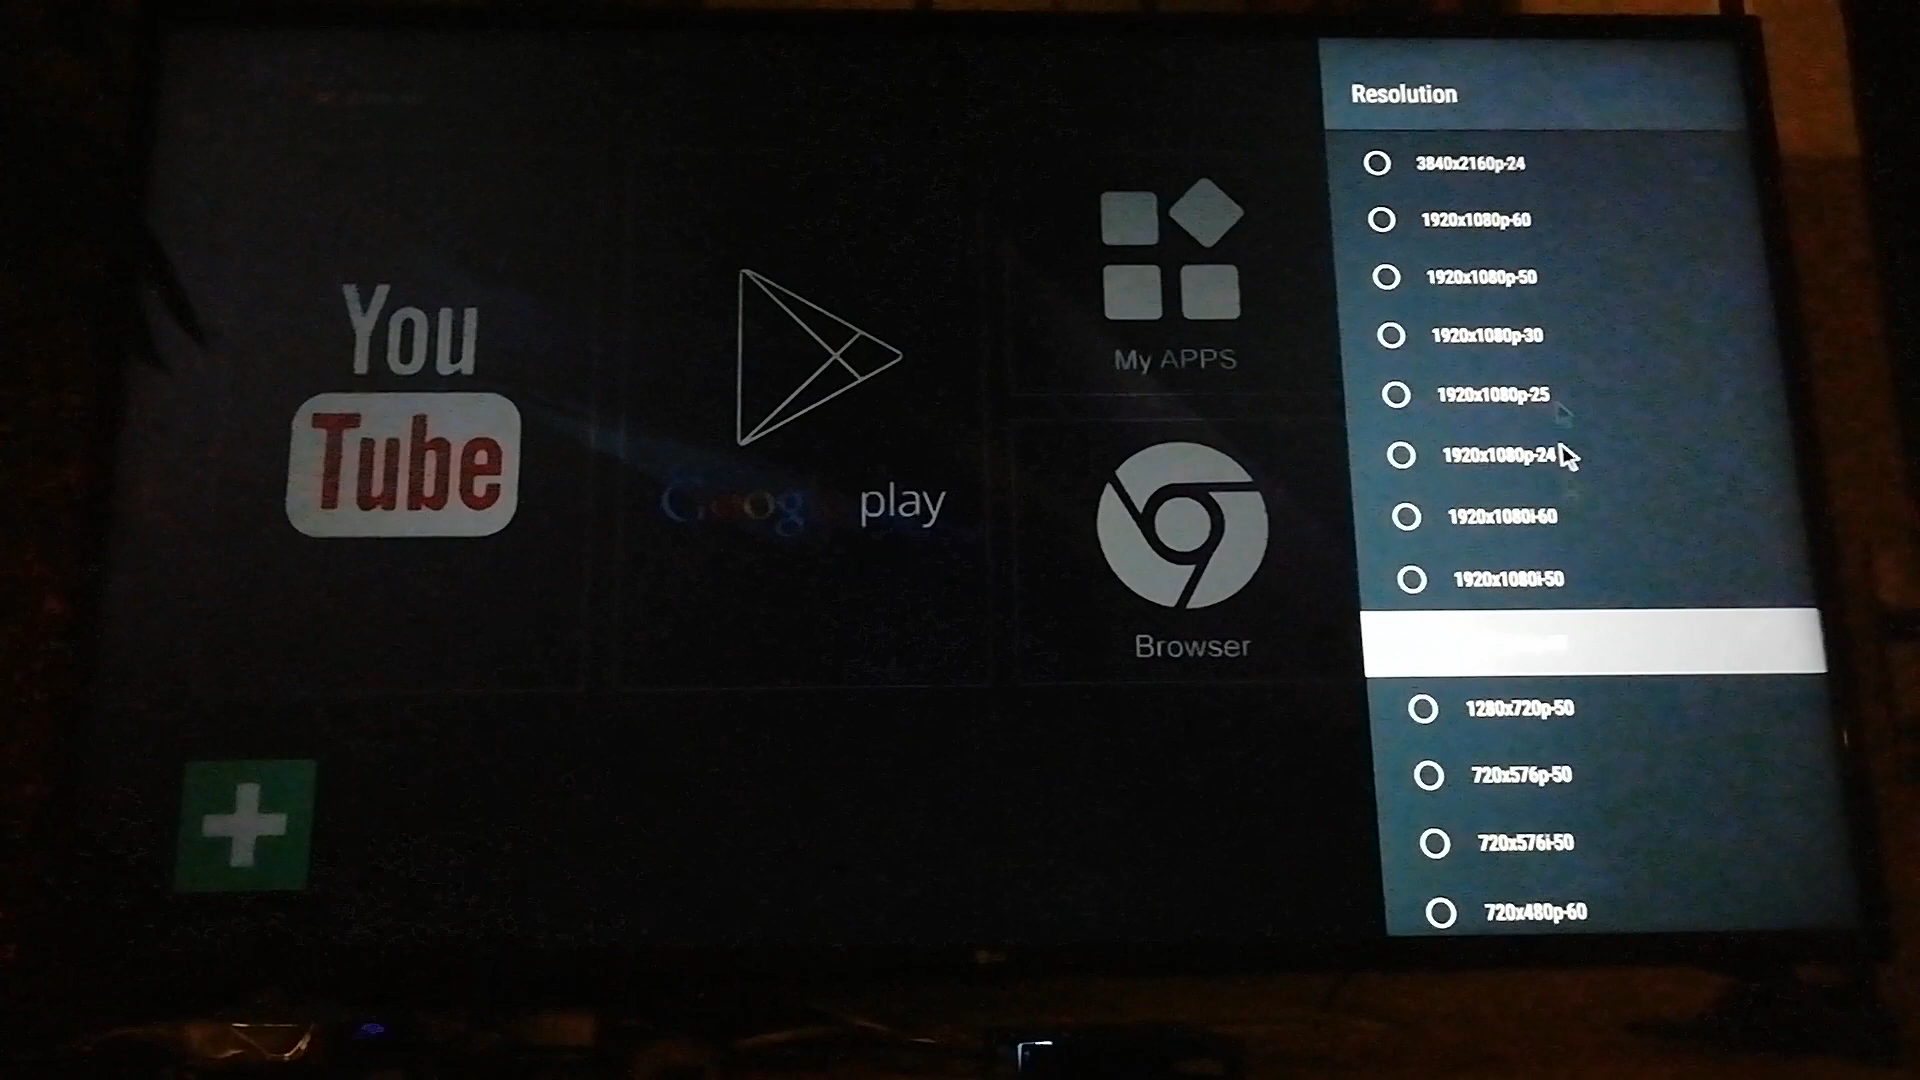 You
Tube
Google play
My APPS
Browser
Resolution
3840x2160p-24
1920x1080p-60
1920x1080p-50
1920x1080p-30
1920x1080p-25
1920x1080p-24
1920x1080i-60
1920x1080i-50
1280x720p-50
720x576p-50
720x576i-50
720x480p-60